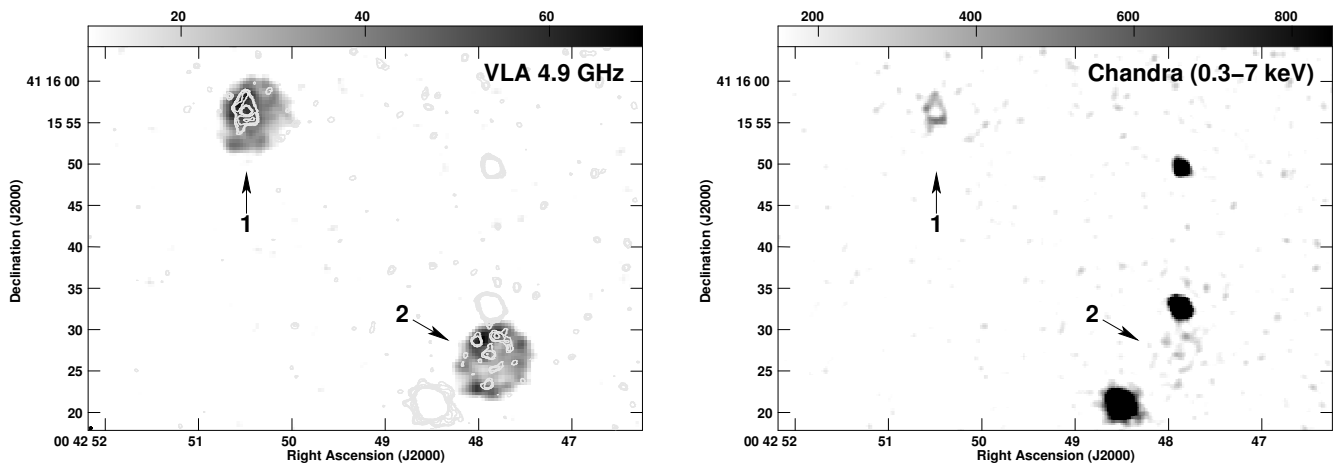 20 40 60
VLA 4.9 GHz
41 16 00
15 55
50
45
40
35
30
25
20
1
2
Declination (J2000)
00 42 52 51 50 49 48 47
Right Ascension (J2000)
200 400 600 800
Chandra (0.3–7 keV)
41 16 00
15 55
50
45
40
35
30
25
20
1
2
Declination (J2000)
00 42 52 51 50 49 48 47
Right Ascension (J2000)